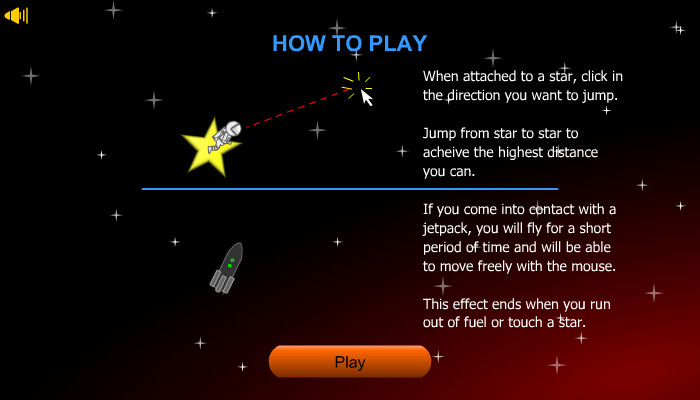 HOW TO PLAY
When attached to a star, click in
the direction you want to jump.
Jump from star to star to
acheive the highest distance
you can.
If you come into contact with a
jetpack, you will fly for a short
period of time and will be able
to move freely with the mouse.
This effect ends when you run
out of fuel or touch a star.
Play